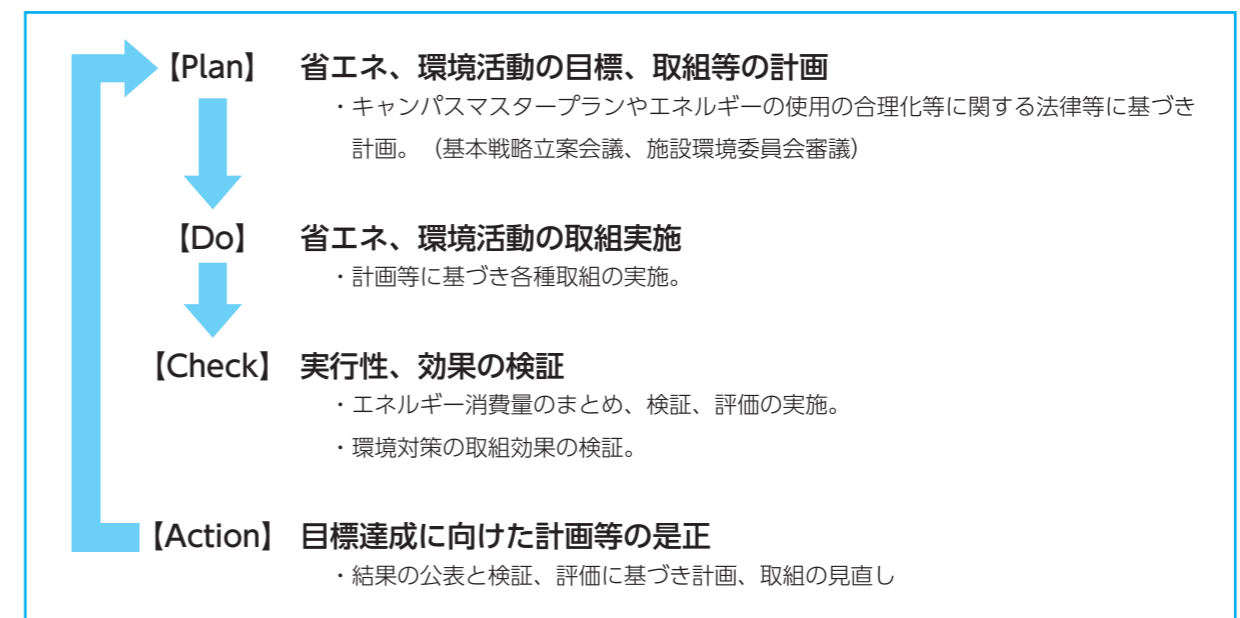 【Plan】 省エネ、環境活動の目標、取組等の計画
・キャンパスマスタープランやエネルギーの使用の合理化等に関する法律等に基づき
計画。（基本戦略立案会議、施設環境委員会審議）
【Do】 省エネ、環境活動の取組実施
・計画等に基づき各種取組の実施。
【Check】 実行性、効果の検証
・エネルギー消費量のまとめ、検証、評価の実施。
・環境対策の取組効果の検証。
【Action】 目標達成に向けた計画等の是正
・結果の公表と検証、評価に基づき計画、取組の見直し